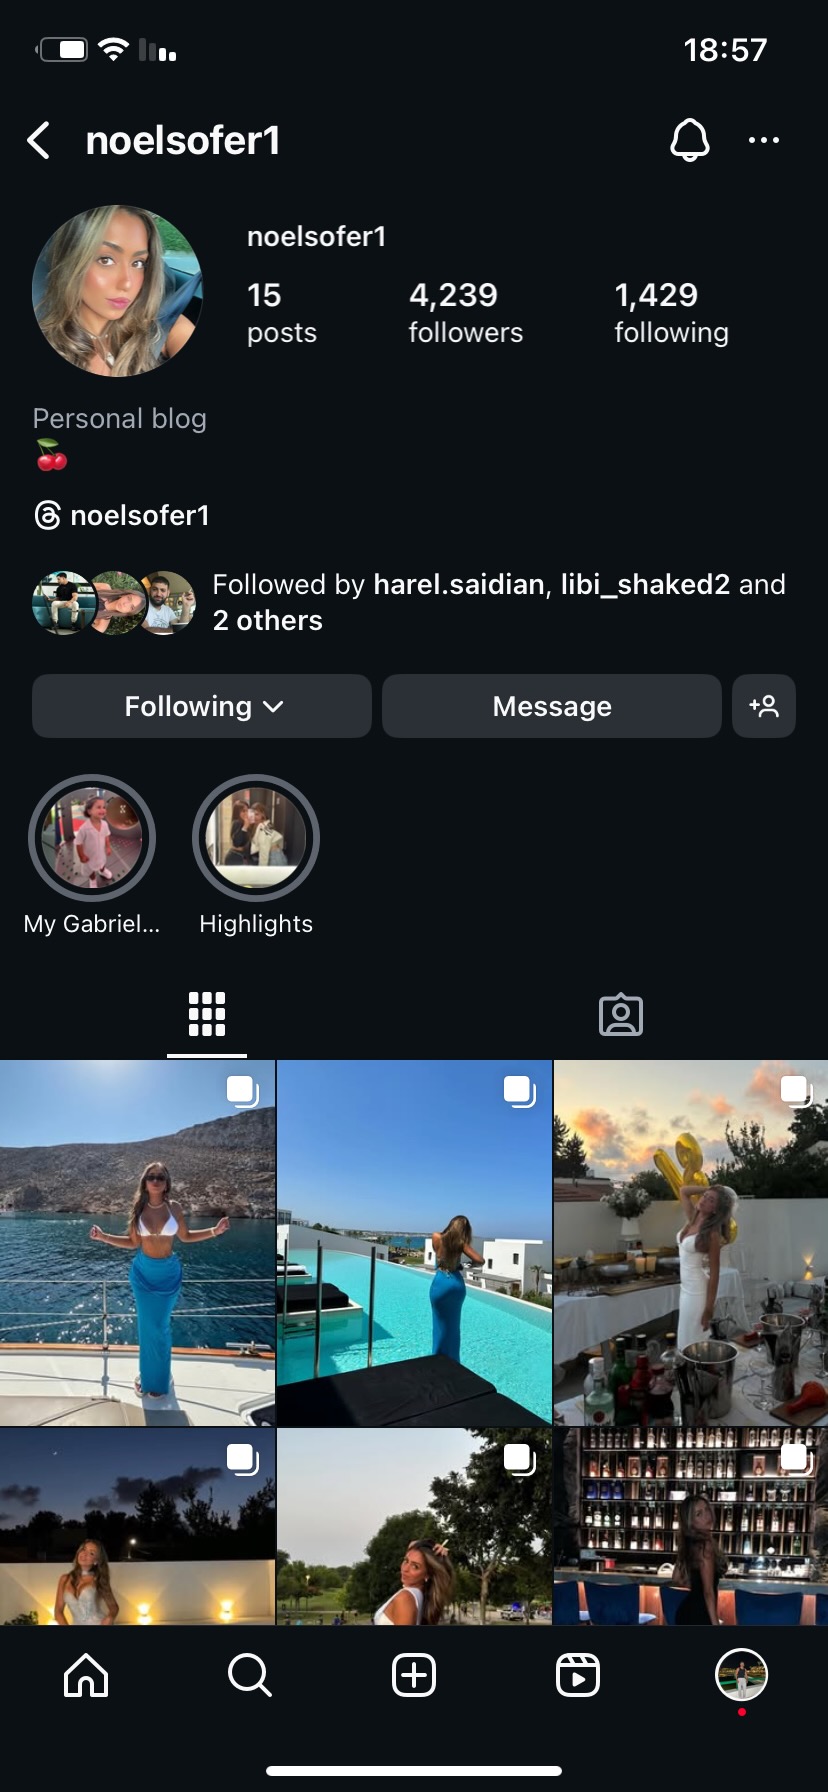 18:57
noelsofer1
noelsofer1
15 4,239 1,429
posts followers following
Personal blog
noelsofer1
Followed by harel.saidian, libi_shaked2 and
2 others
Following Message
My Gabriel... Highlights